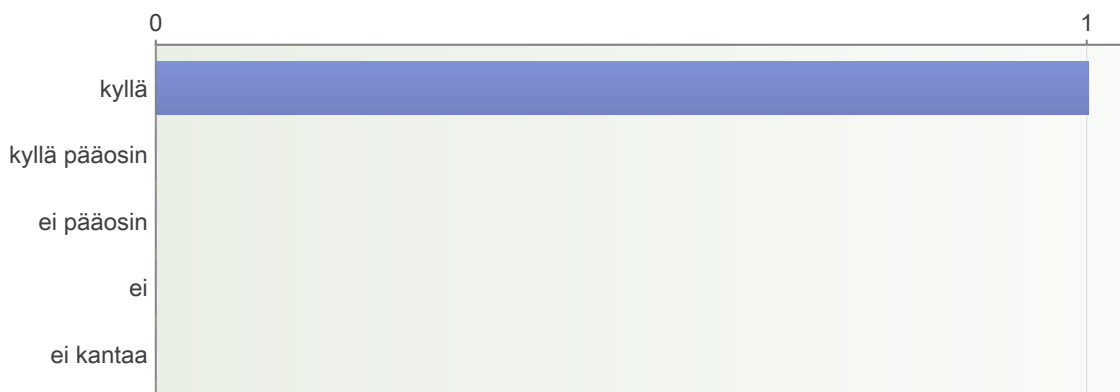 0 1
kyllä
kyllä pääosin
ei pääosin
ei
ei kantaa